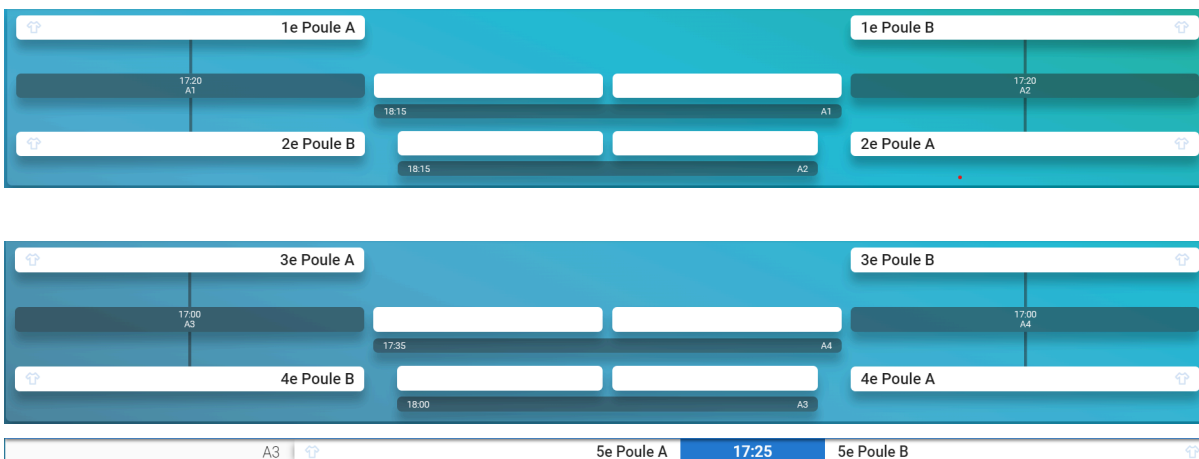 1e Poule A 1e Poule B
17:20 17:20
A1 A2
18:15 A1
2e Poule B 2e Poule A
18:15 A2
3e Poule A 3e Poule B
17:00 17:00
A3 A4
17:35 A4
4e Poule B 4e Poule A
18:00 A3
A3 5e Poule A 17:25 5e Poule B